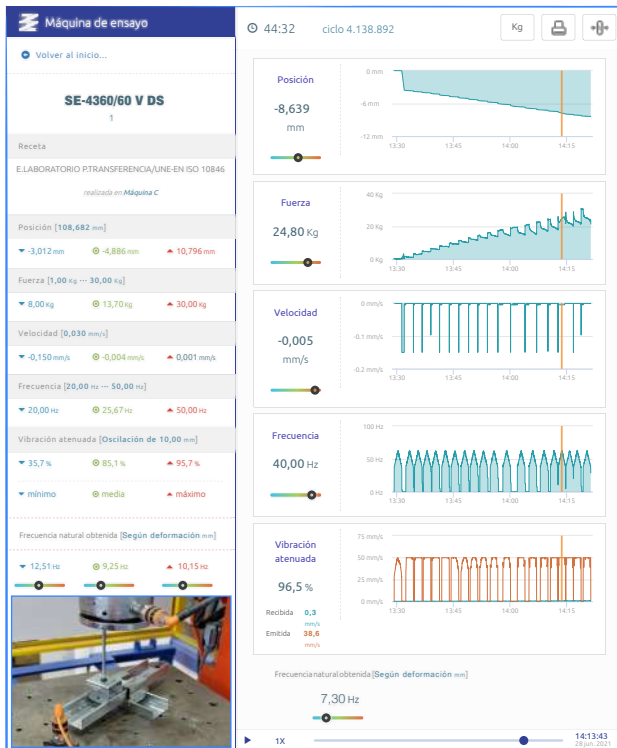 Máquina de ensayo
Volver al inicio...
SE-4360/60 V DS
1
Receta
E.LABORATORIO P.TRANSFERENCIA/UNE-EN ISO 10846
realizada en Máquina C
Posición [108,682 mm]
-3,012 mm -4,886 mm 10,796 mm
Fuerza [1,00 Kg --- 30,00 Kg]
8,00 Kg 13,70 Kg 30,00 Kg
Velocidad [0,030 mm/s]
-0,150 mm/s -0,004 mm/s 0,001 mm/s
Frecuencia [20,00 Hz --- 50,00 Hz]
20,00 Hz 25,67 Hz 50,00 Hz
Vibración atenuada [Oscilación de 10,00 mm]
35,7 % 85,1 % 95,7 %
mínimo media máximo
Frecuencia natural obtenida [Según deformación mm]
12,51 Hz 9,25 Hz 10,15 Hz
44:32 ciclo 4.138.892 Kg
Posición
-8,639
mm
0 mm
-6 mm
-12 mm
13:30 13:45 14:00 14:15
Fuerza
24,80 Kg
40 Kg
20 Kg
0 Kg
13:30 13:45 14:00 14:15
Velocidad
-0,005
mm/s
0 mm/s
-0.1 mm/s
-0.2 mm/s
13:30 13:45 14:00 14:15
Frecuencia
40,00 Hz
100 Hz
50 Hz
0 Hz
13:30 13:45 14:00 14:15
Vibración
atenuada
96,5 %
Recibida 0,3
mm/s
Emitida 38,6
mm/s
75 mm/s
50 mm/s
25 mm/s
0 mm/s
13:30 13:45 14:00 14:15
Frecuencia natural obtenida [Según deformación mm]
7,30 Hz
1X
14:13:43
28 jun. 2021